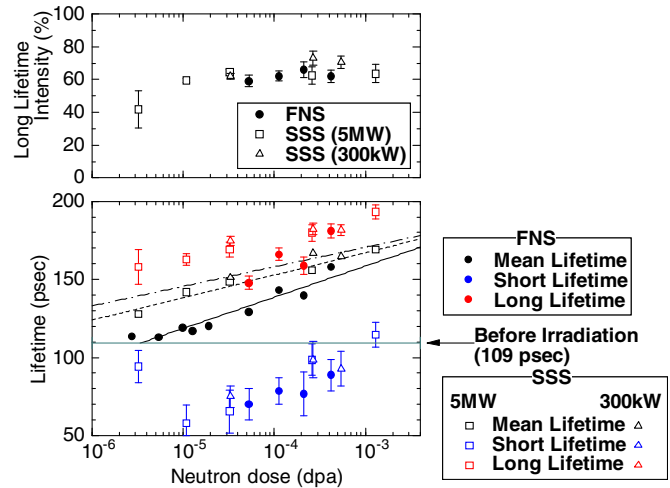 Long Lifetime
Intensity (%)
100
80
60
40
20
0
FNS
SSS (5MW)
SSS (300kW)
Lifetime (psec)
200
150
100
50
10-6
10-5
10-4
10-3
Neutron dose (dpa)
FNS
Mean Lifetime
Short Lifetime
Long Lifetime
Before Irradiation
(109 psec)
SSS
5MW 300kW
Mean Lifetime
Short Lifetime
Long Lifetime